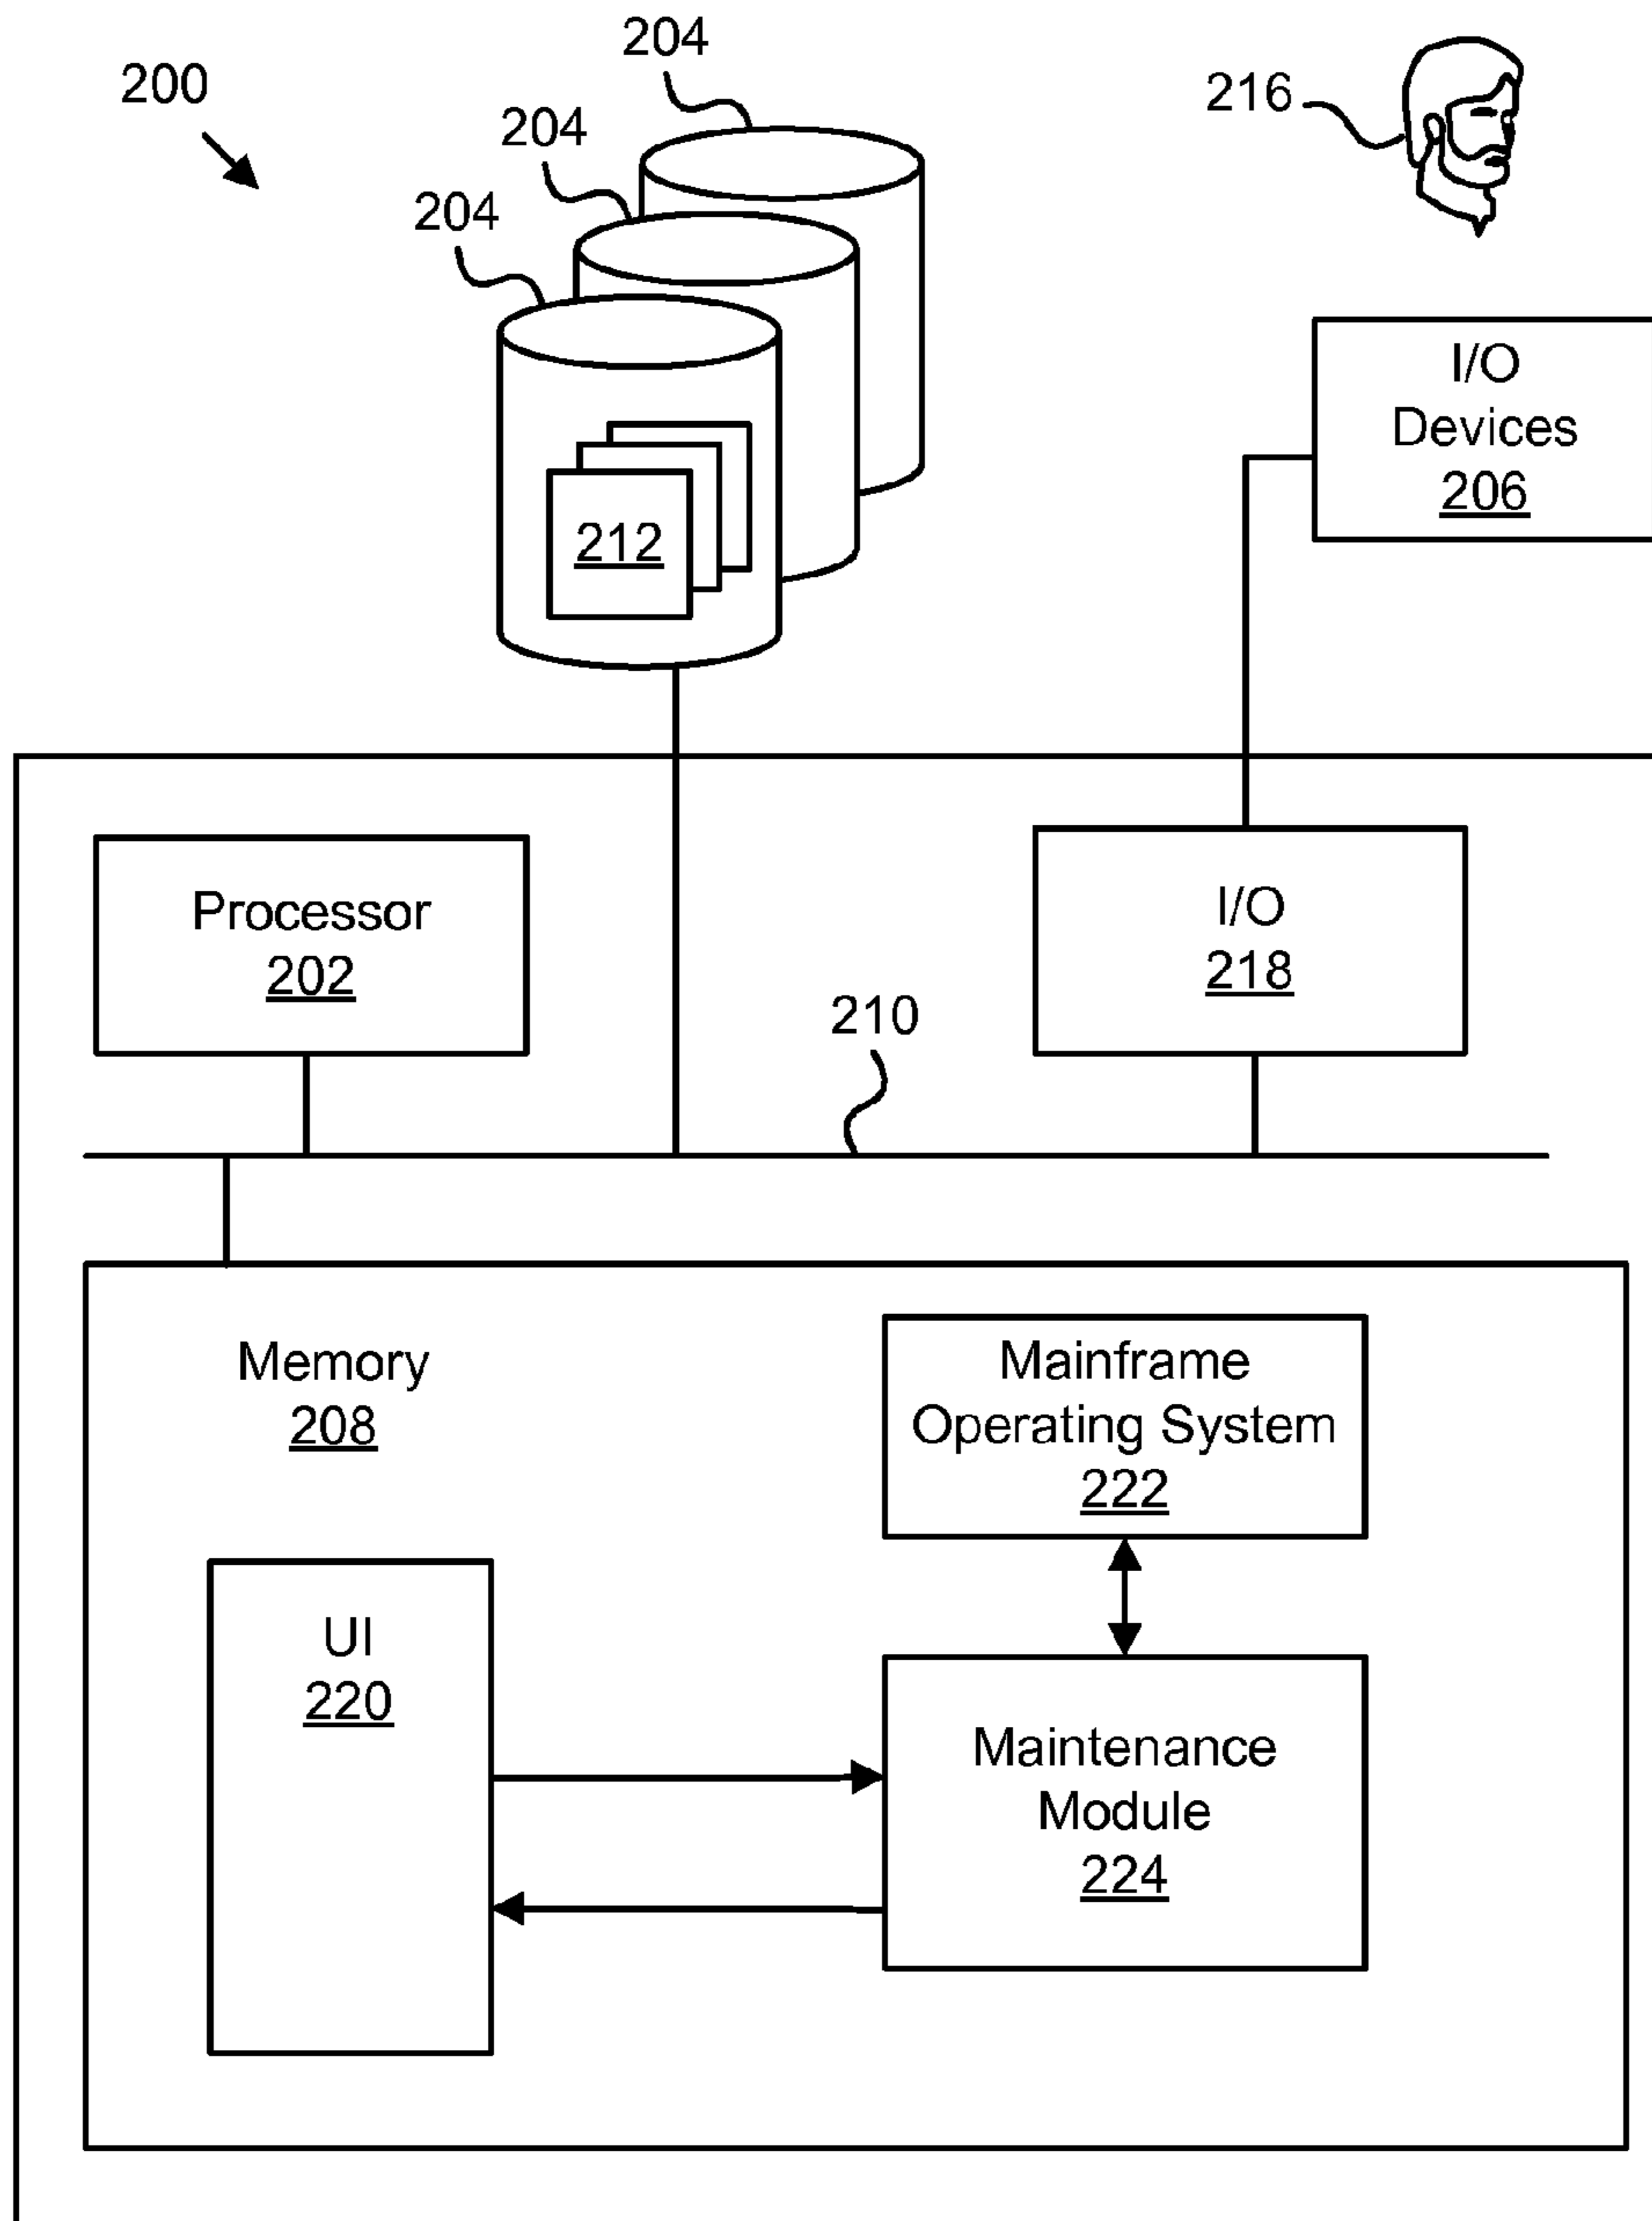 204
200
216
204
204
I/O
Devices
206
212
Processor
202
I/O
218
210
Memory
208
Mainframe
Operating System
222
UI
220
Maintenance
Module
224